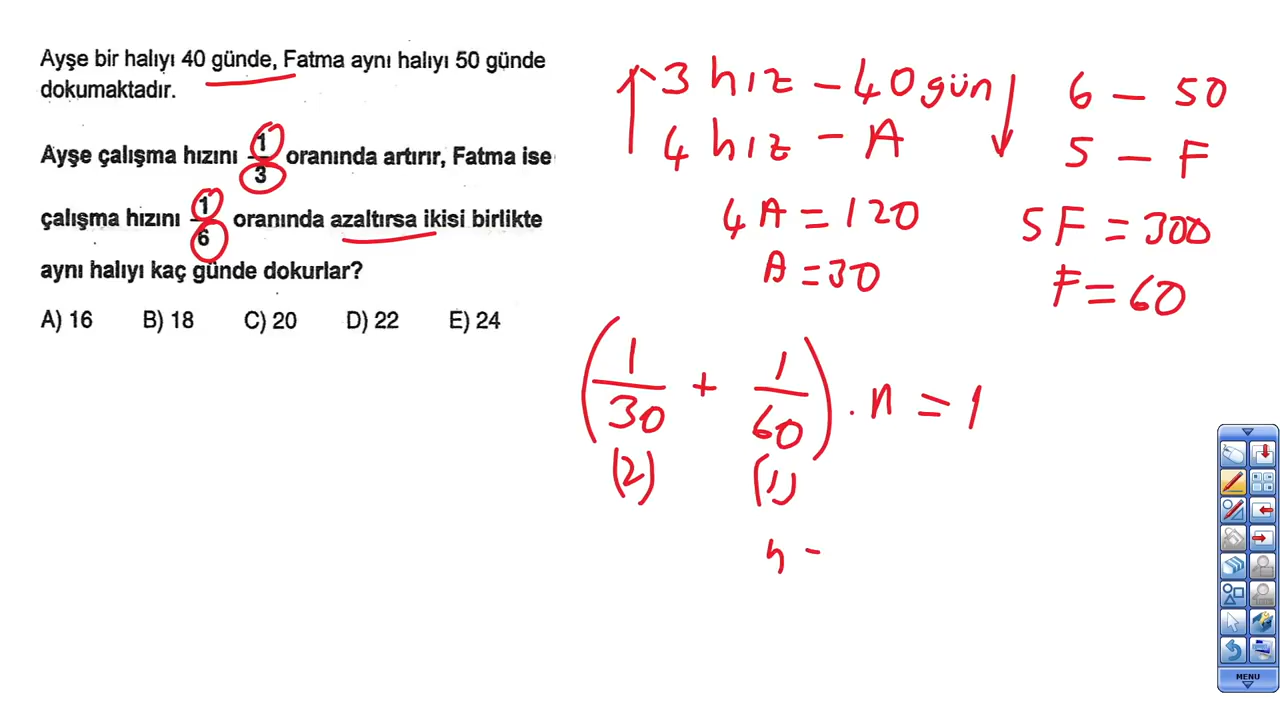 Ayşe bir halıyı 40 günde, Fatma aynı halıyı 50 günde
dokumaktadır.
Ayşe çalışma hızını 1/3 oranında artırır, Fatma ise
çalışma hızını 1/6 oranında azaltırsa ikisi birlikte
aynı halıyı kaç günde dokurlar?
A) 16 B) 18 C) 20 D) 22 E) 24
3 hız – 40 gün
4 hız – A
4A = 120
A = 30
6 – 50
5 – F
5F = 300
F = 60
(1/30 + 1/60) . n = 1
(2) (1)
n =
MENU